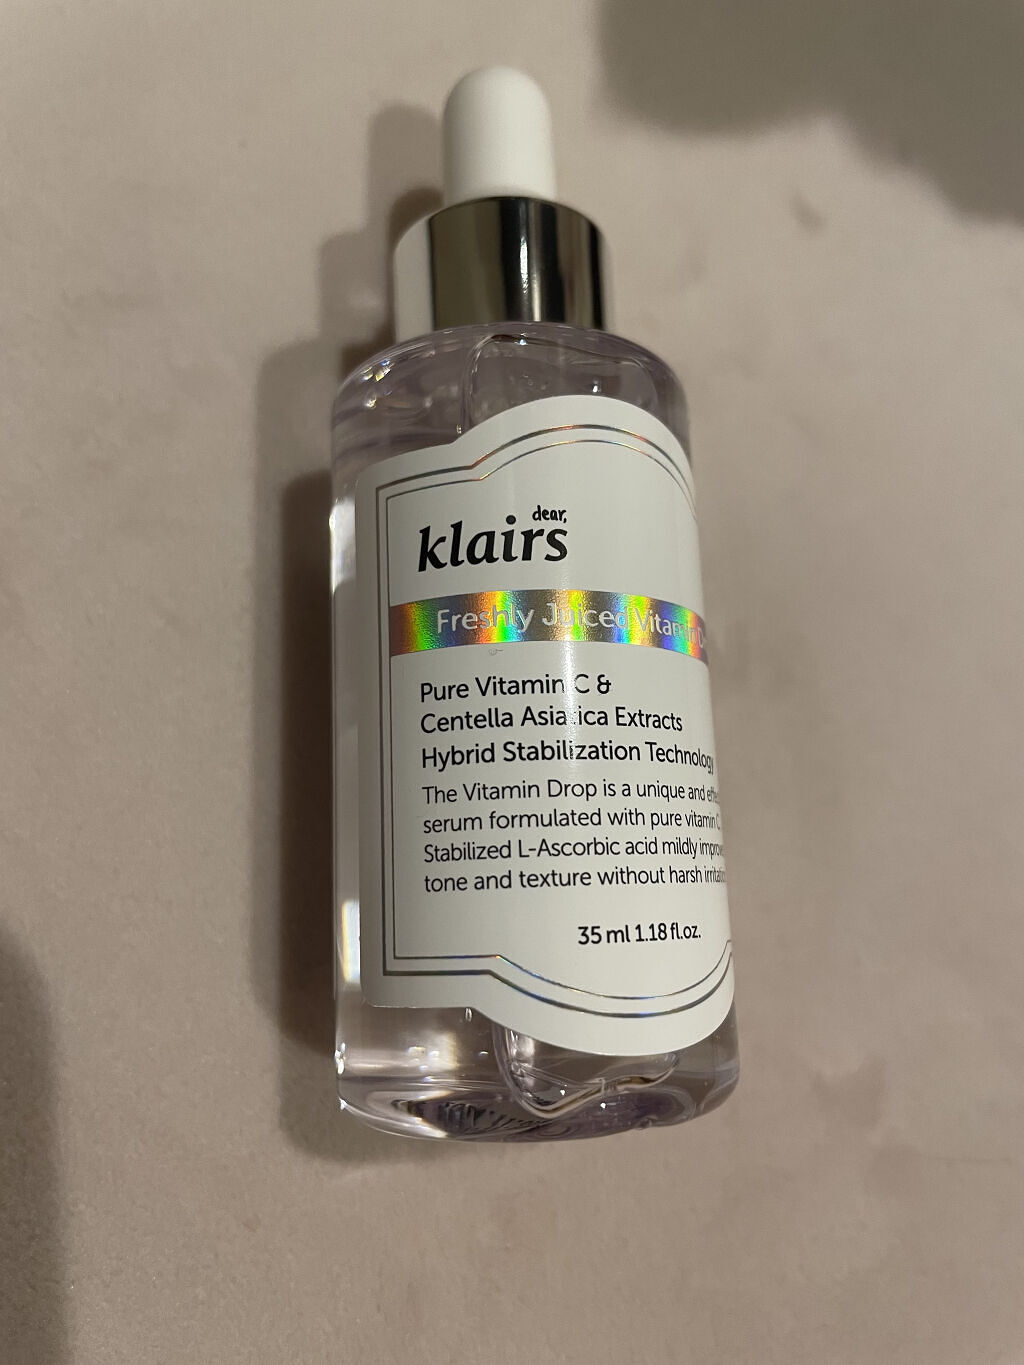 dear,
klairs
Freshly Juiced Vitamin
Pure Vitamin C &
Centella Asiatica Extracts
Hybrid Stabilization Technology
The Vitamin Drop is a unique and
serum formulated with pure vitamin C.
Stabilized L-Ascorbic acid mildly
tone and texture without harsh
35 ml 1.18 fl.oz.